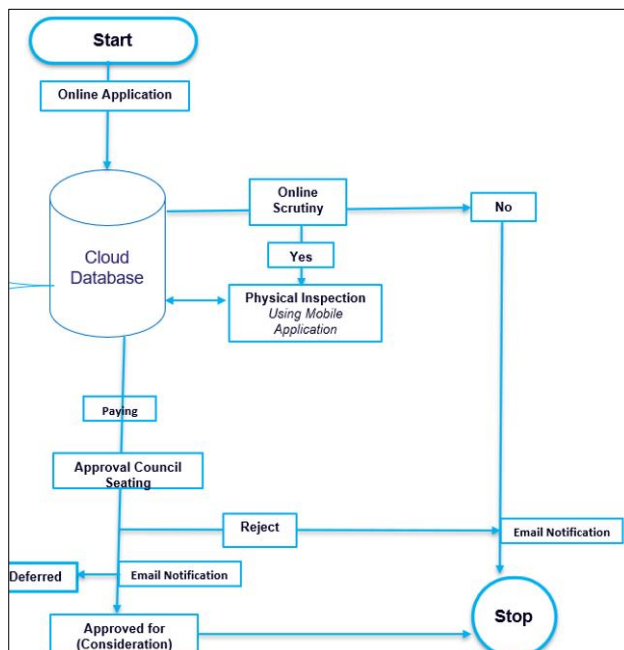 Start
Online Application
Online
Scrutiny
No
Cloud
Database
Yes
Physical Inspection
Using Mobile
Application
Paying
Approval Council
Seating
Reject
Email Notification
Deferred
Email Notification
Stop
Approved for
(Consideration)